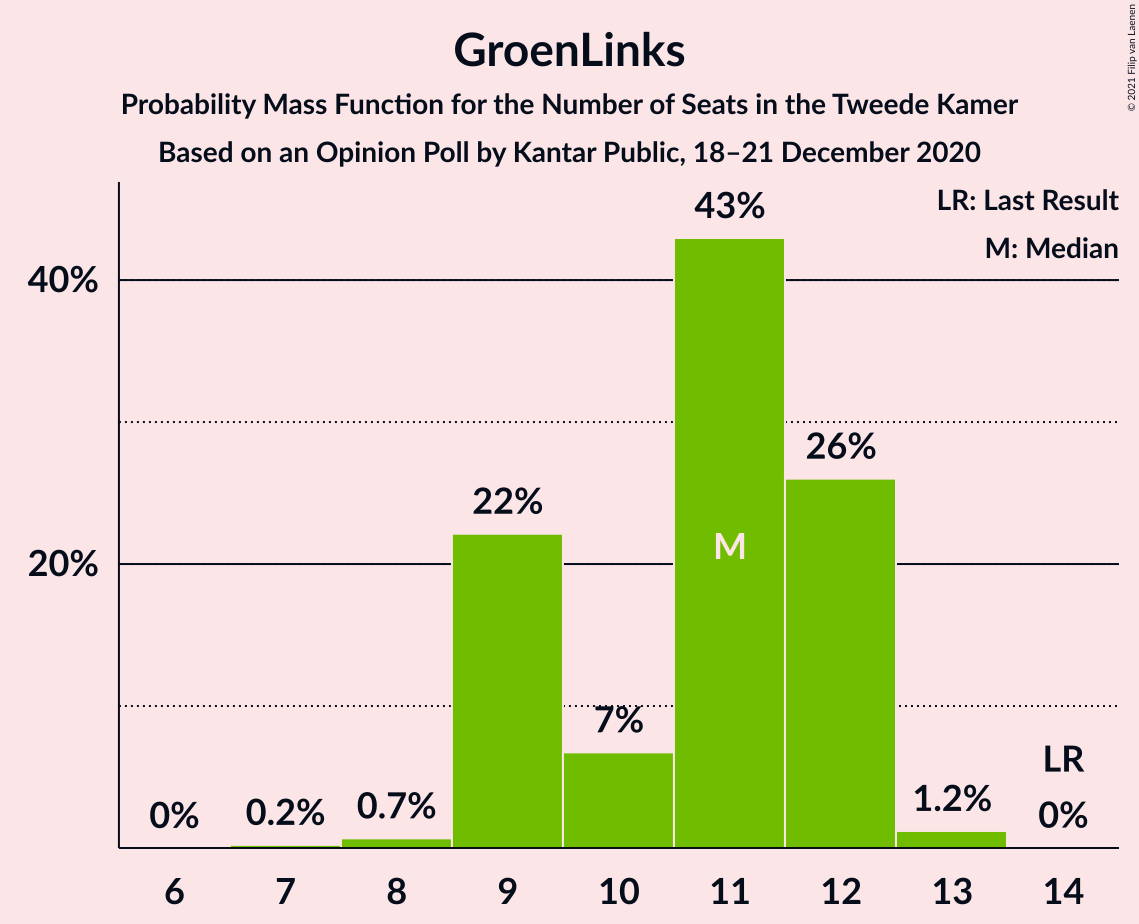 GroenLinks
Probability Mass Function for the Number of Seats in the Tweede Kamer
Based on an Opinion Poll by Kantar Public, 18–21 December 2020
© 2021 Filip van Laenen
LR: Last Result
M: Median
40%
20%
0%
0.2%
0.7%
22%
7%
43%
M
26%
1.2%
LR
0%
6 7 8 9 10 11 12 13 14